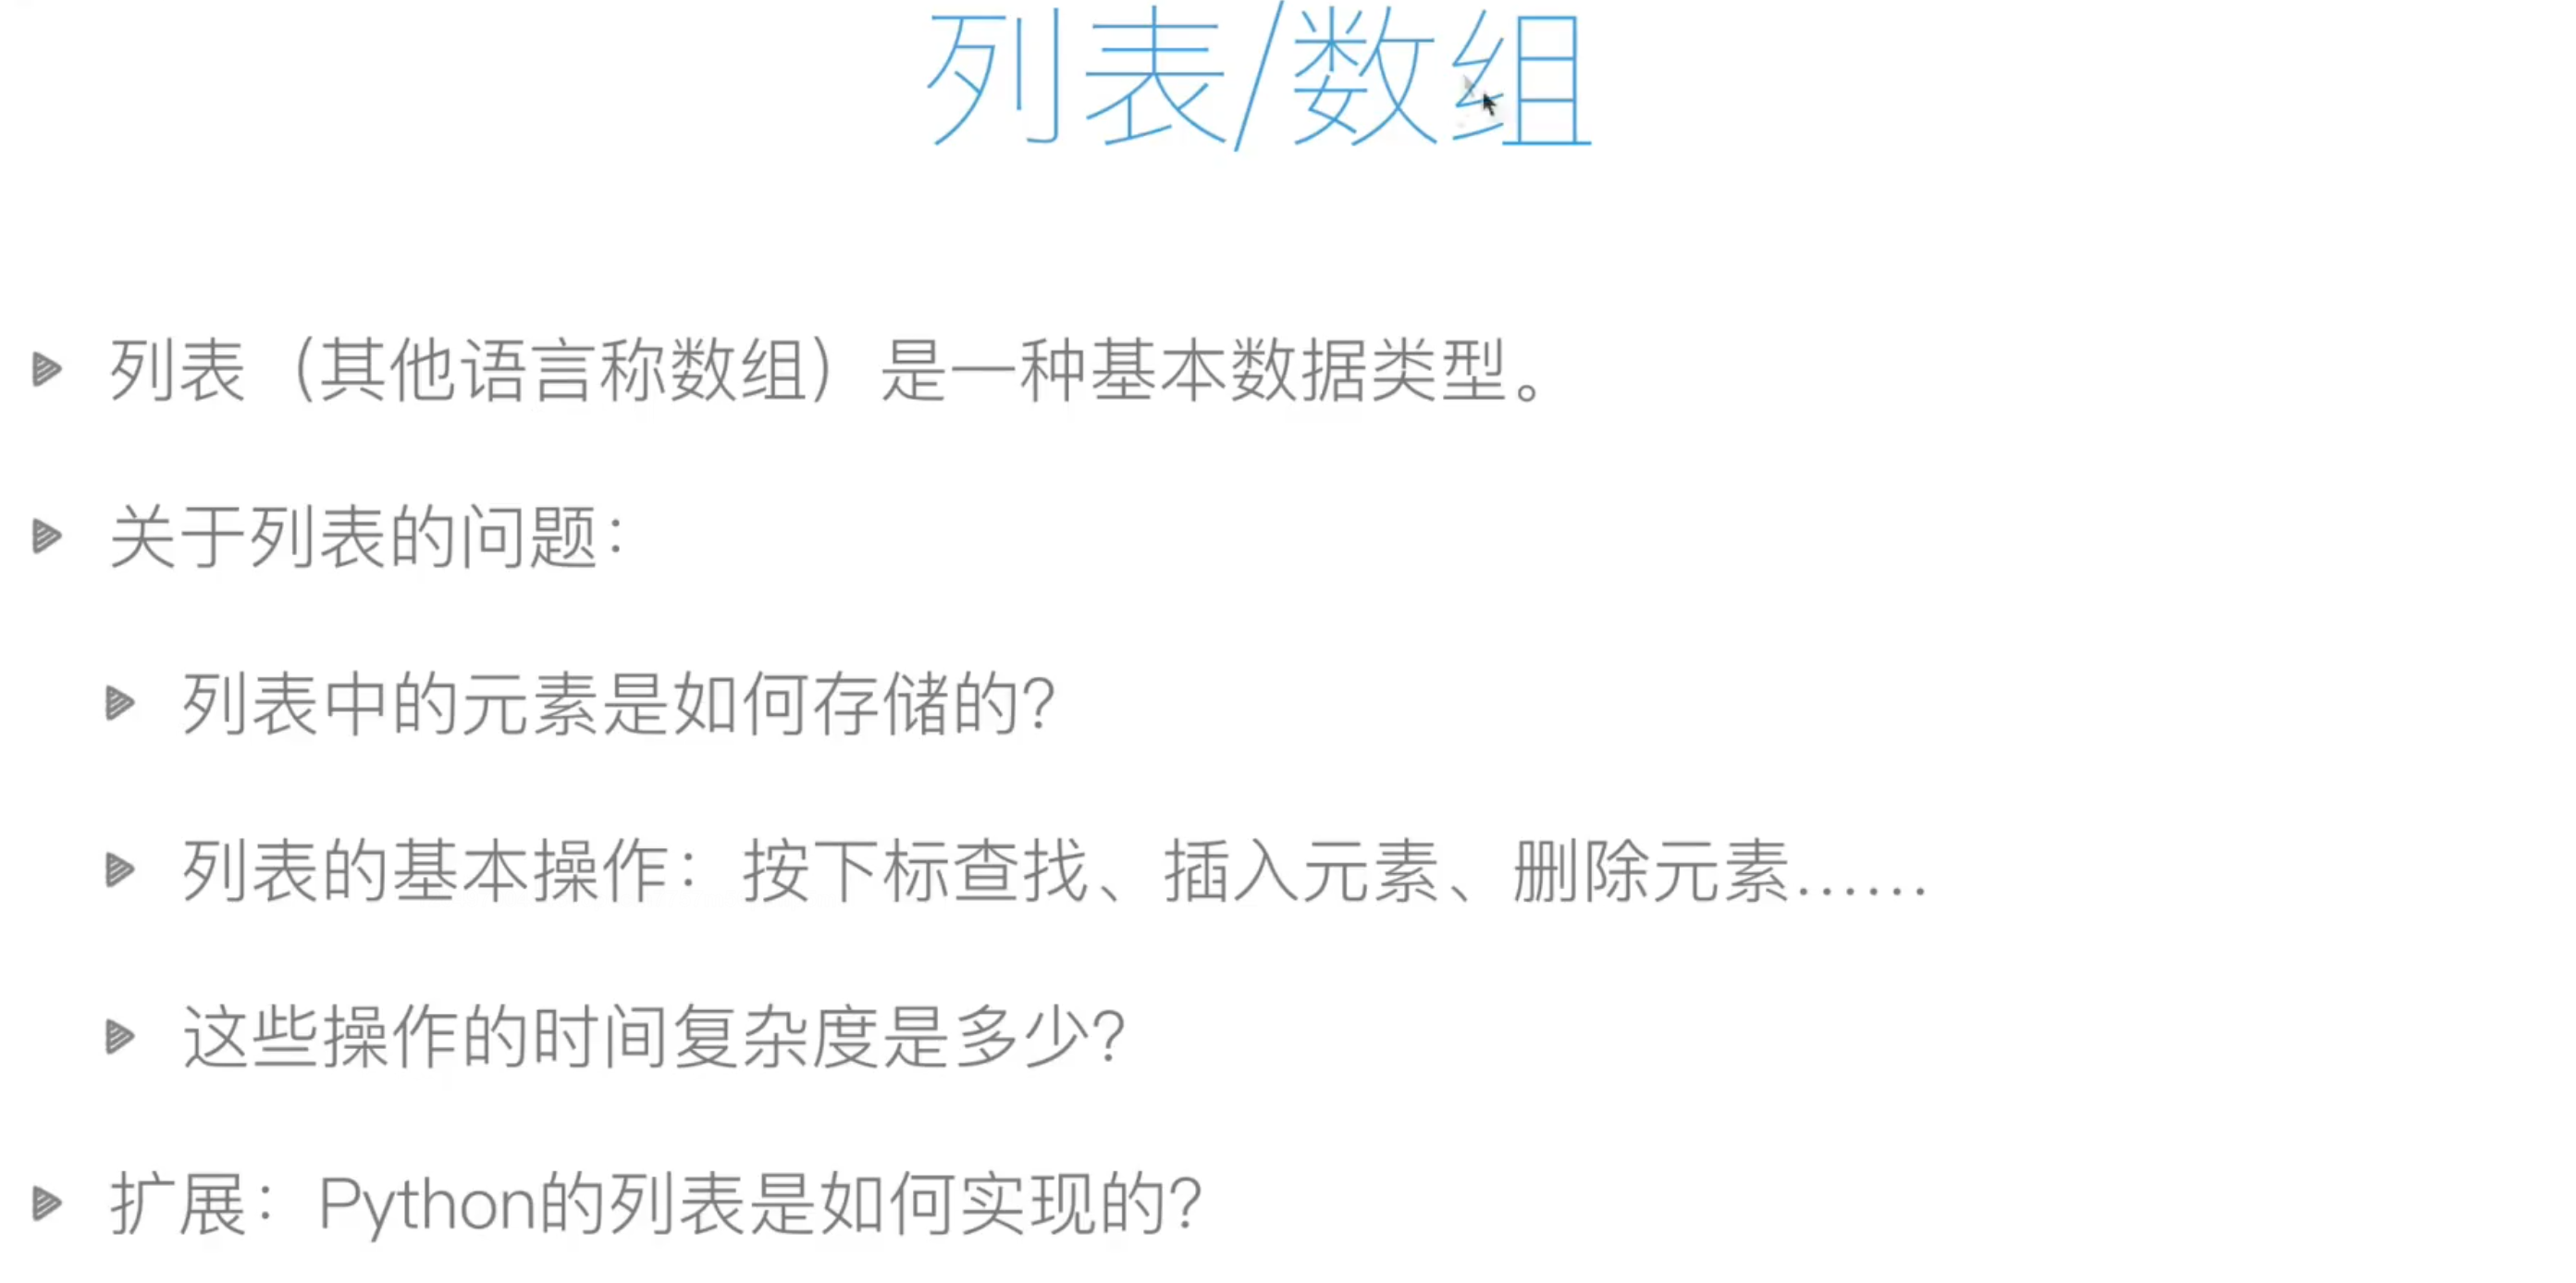 列表/数组
列表（其他语言称数组）是一种基本数据类型。
关于列表的问题：
列表中的元素是如何存储的？
列表的基本操作：按下标查找、插入元素、删除元素……
这些操作的时间复杂度是多少？
扩展：Python的列表是如何实现的？